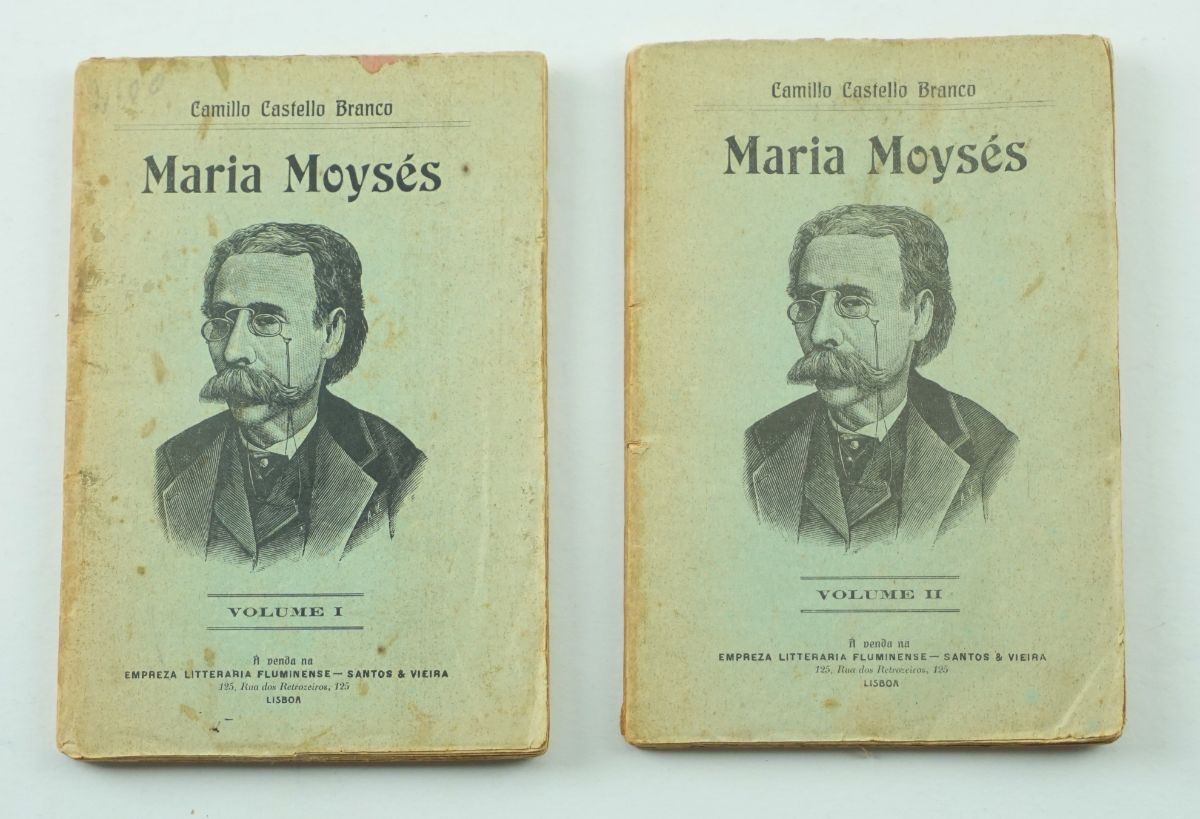 Camillo Castello Branco
Maria Moysés
VOLUME I
Á venda na
EMPREZA LITTERARIA FLUMINENSE — SANTOS & VIEIRA
125, Rua dos Retrozeiros, 125
LISBOA
Camillo Castello Branco
Maria Moysés
VOLUME II
Á venda na
EMPREZA LITTERARIA FLUMINENSE — SANTOS & VIEIRA
125, Rua dos Retrozeiros, 125
LISBOA